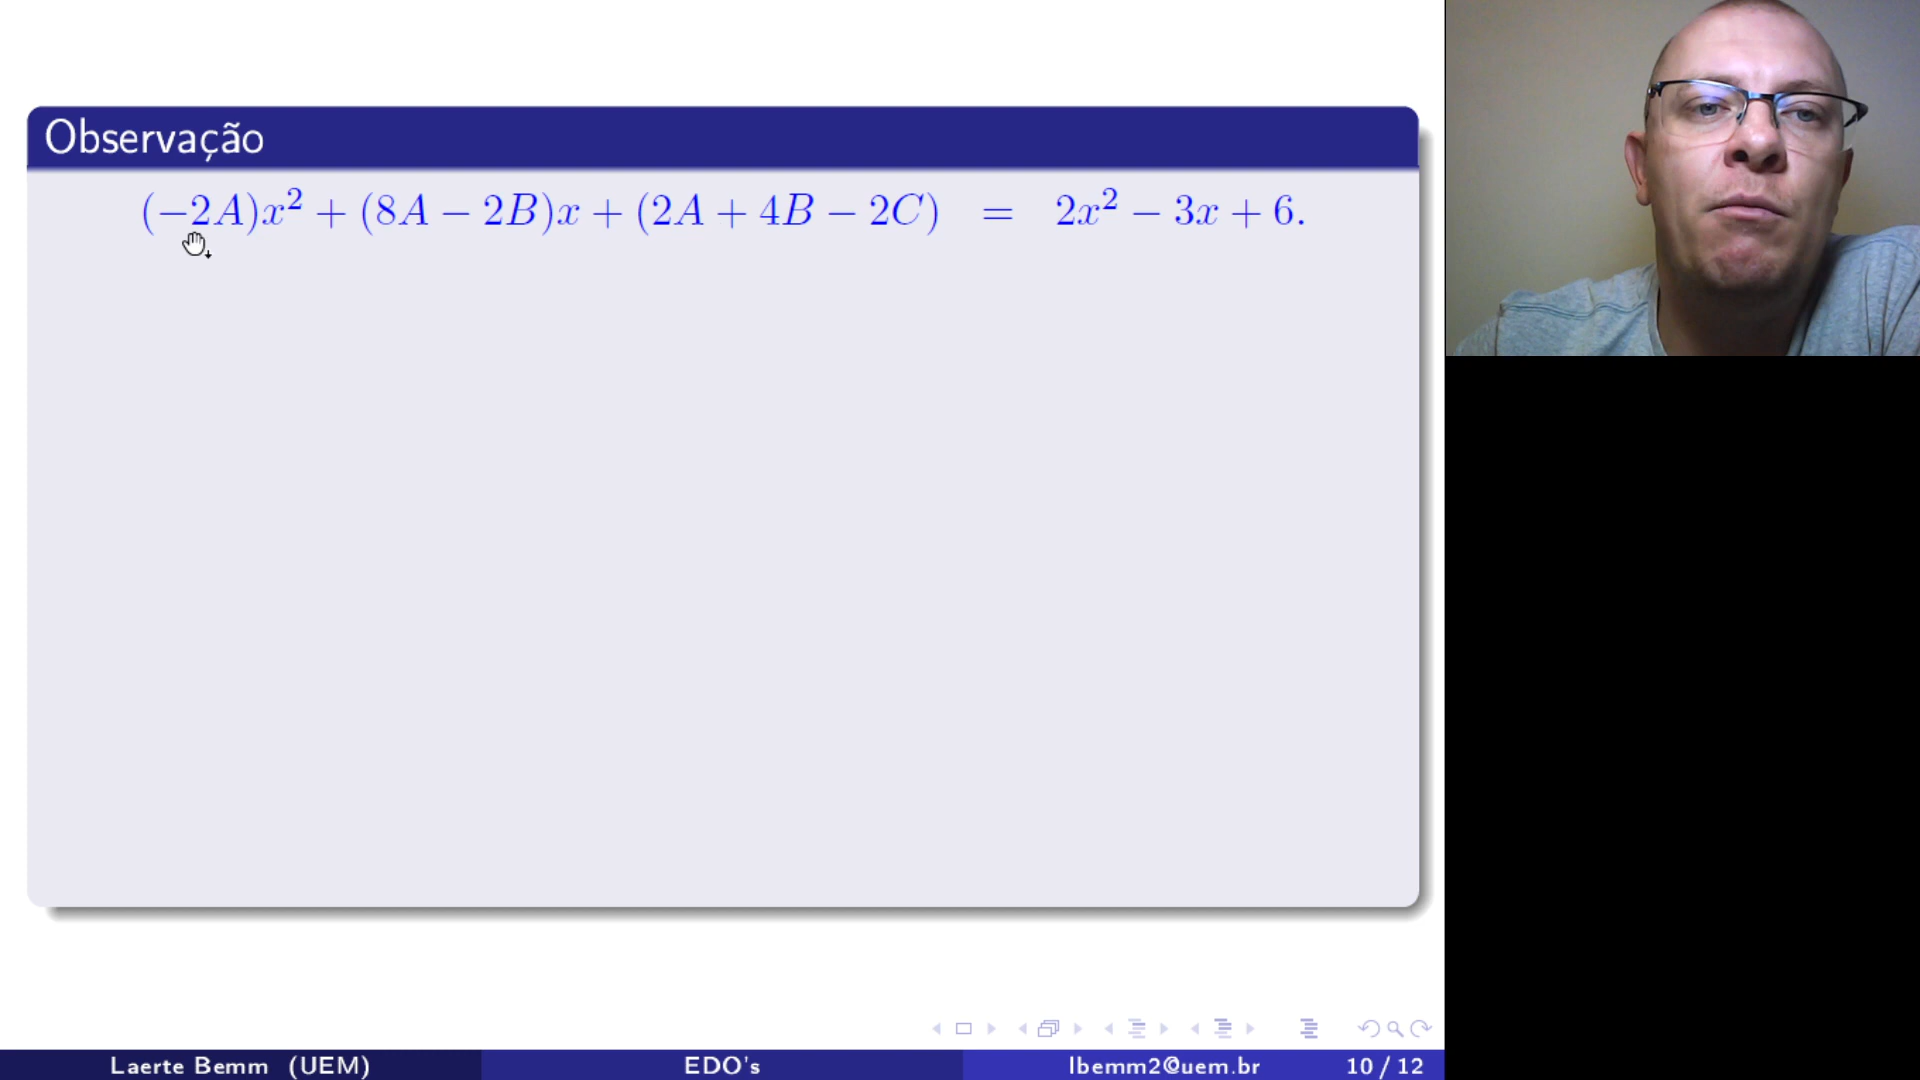 Observação
(−2A)x² + (8A − 2B)x + (2A + 4B − 2C) = 2x² − 3x + 6.
Laerte Bemm (UEM) EDO's lbemm2@uem.br 10 / 12